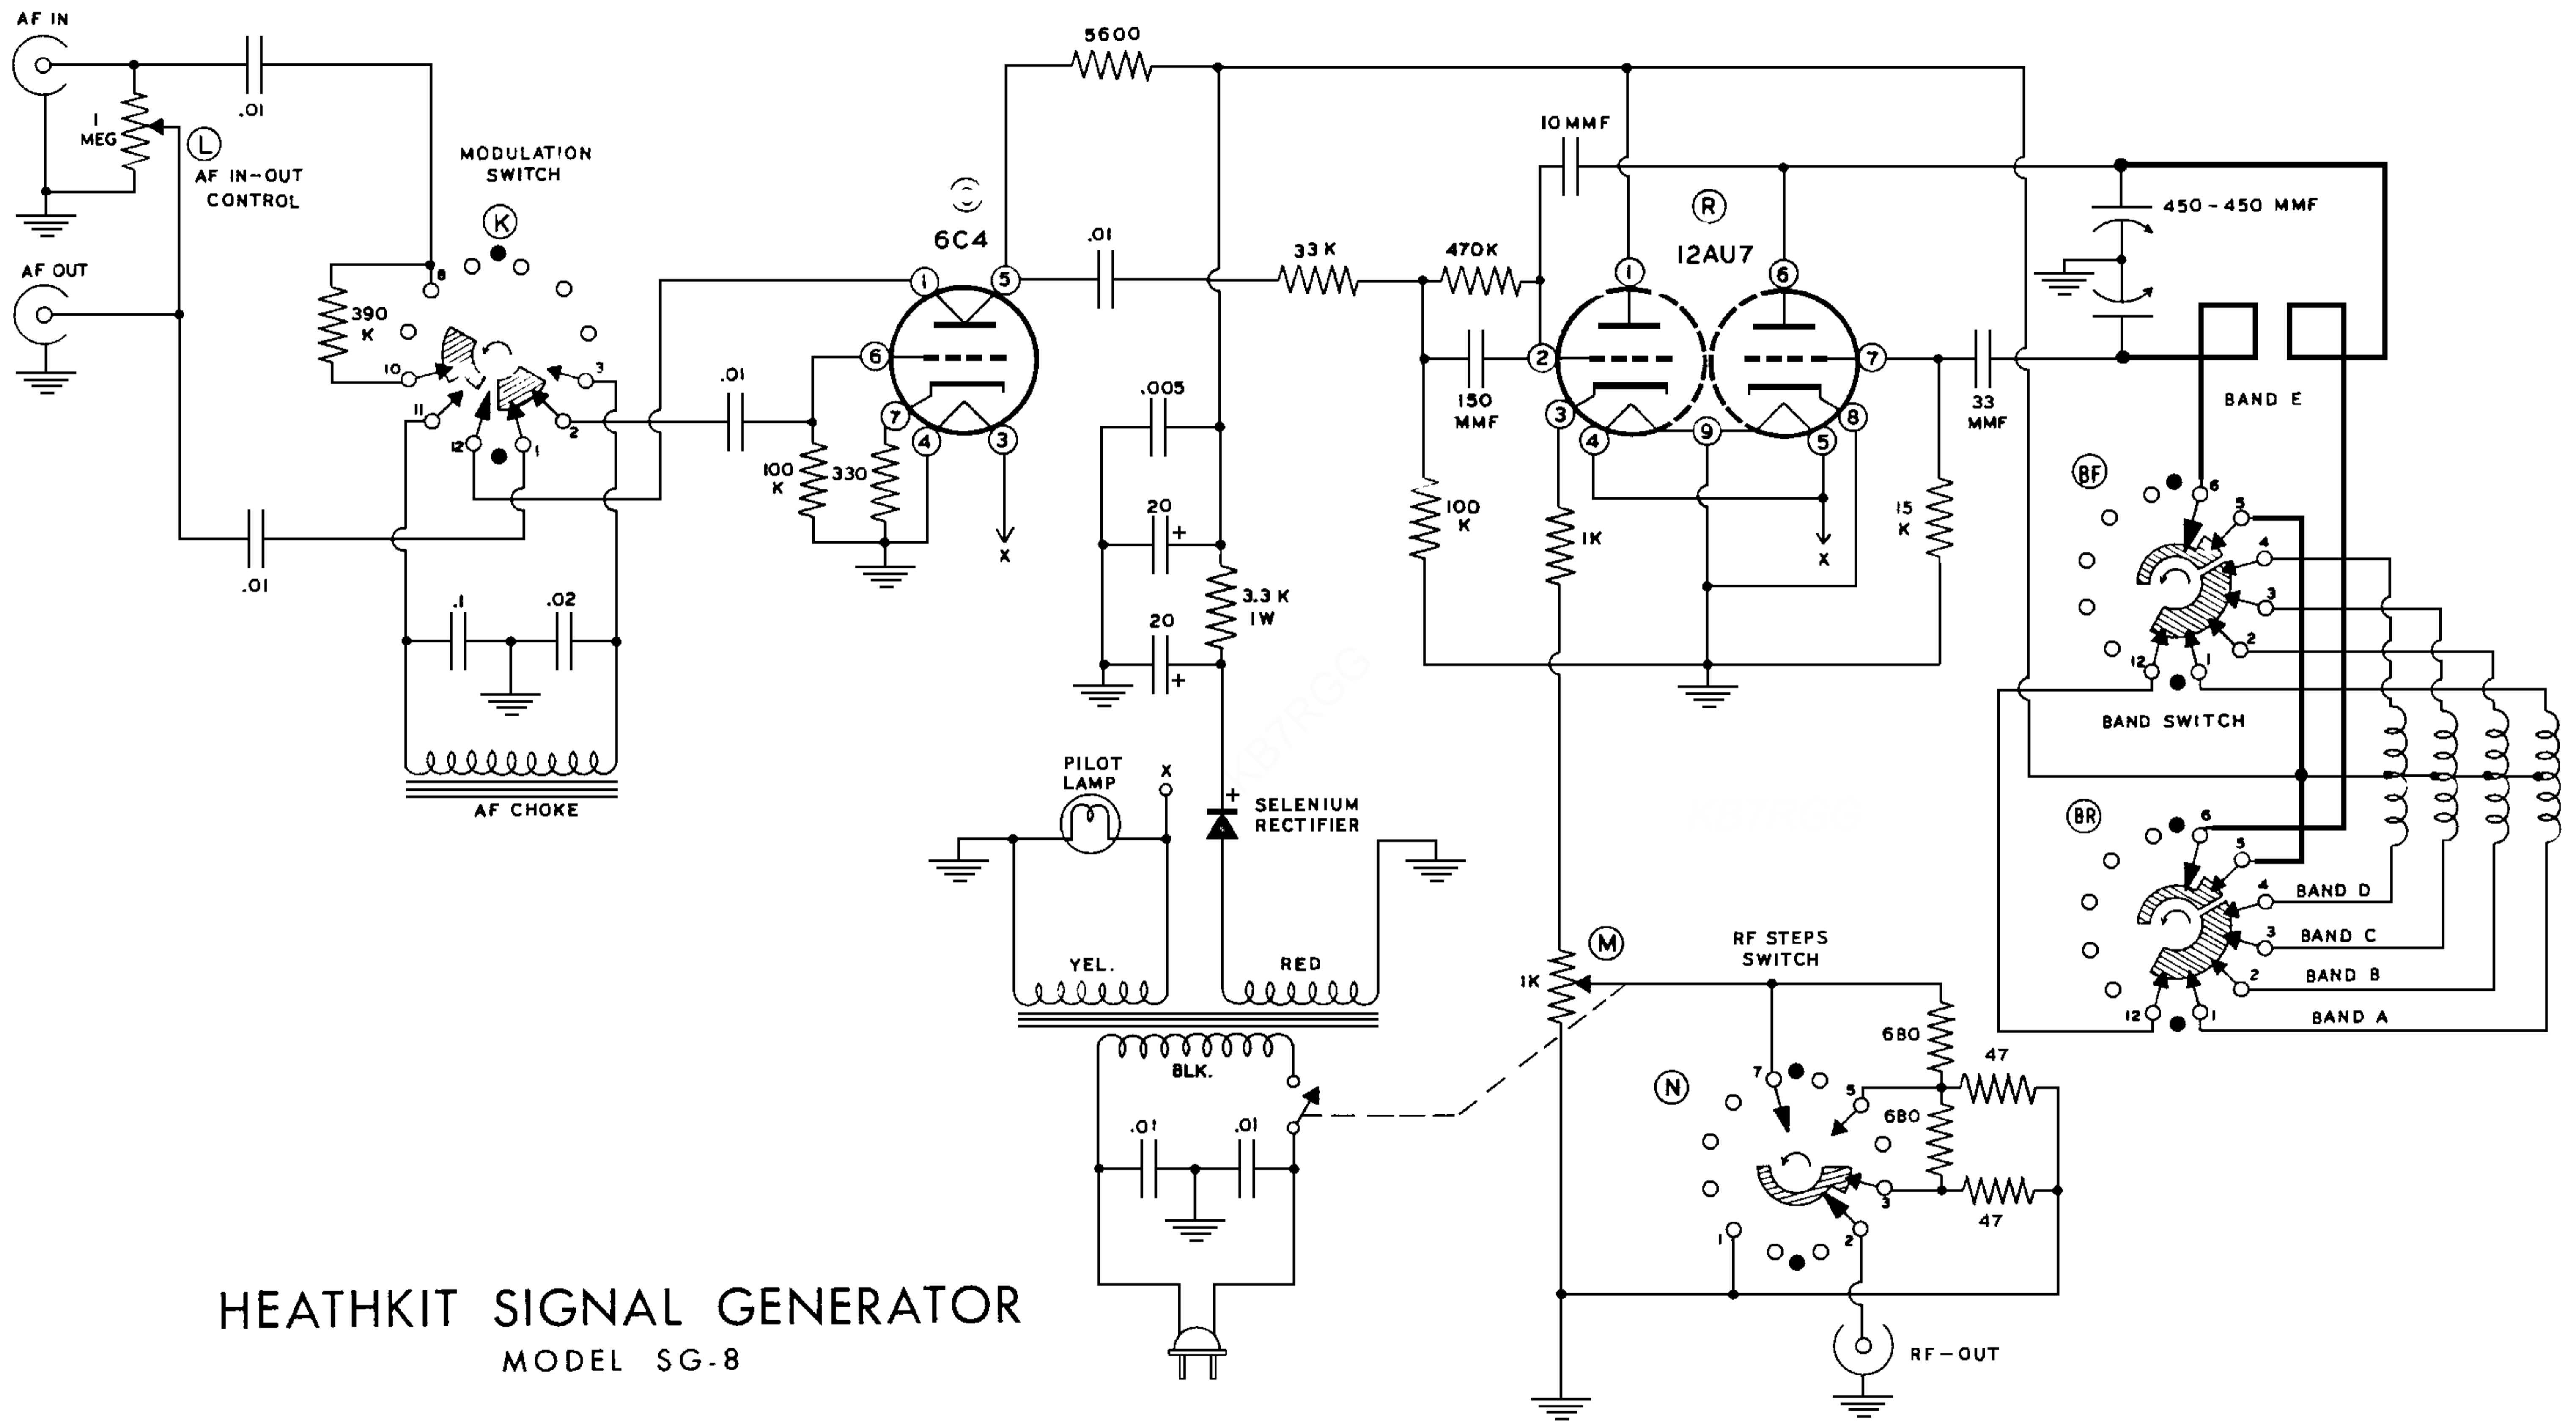 AF IN
.01
1
MEG
L
AF IN-OUT
CONTROL
AF OUT
MODULATION
SWITCH
K
8
390
K
10
11
12
1
2
3
.01
.1
.02
AF CHOKE
.01
100
K
330
6C4
1
5
6
7
4
3
X
5600
.01
.005
20
+
20
+
3.3 K
1W
33 K
470K
10 MMF
150
MMF
100
K
R
12AU7
1
6
2
7
3
8
4
9
5
X
1K
15
K
33
MMF
450-450 MMF
BAND E
BF
6
5
4
3
2
1
12
BAND SWITCH
BR
6
5
4
3
2
1
12
BAND D
BAND C
BAND B
BAND A
KB7RGG
PILOT
LAMP
X
+
SELENIUM
RECTIFIER
YEL.
RED
BLK.
.01
.01
M
1K
RF STEPS
SWITCH
N
7
5
3
2
1
680
47
680
47
RF-OUT
HEATHKIT SIGNAL GENERATOR
MODEL SG-8